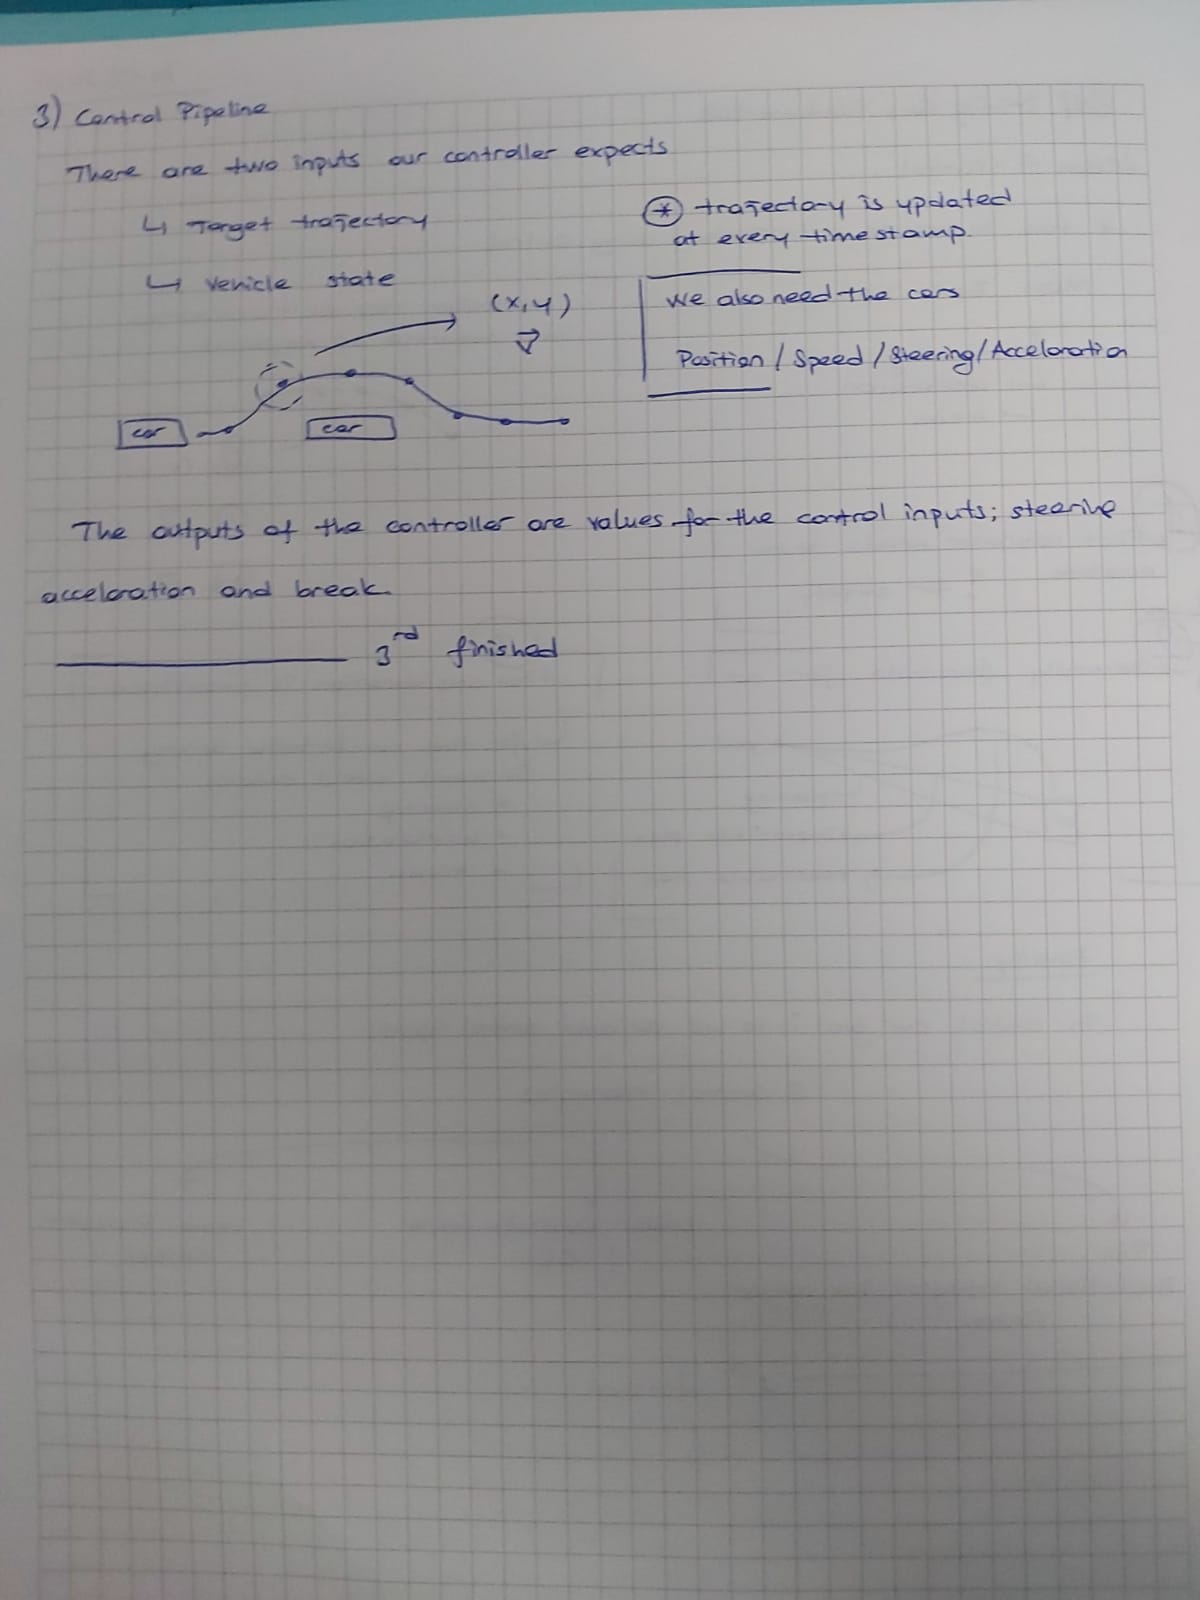 3) Control Pipeline
There are two inputs our controller expects
↳ Target trajectory
↳ Vehicle state
* trajectory is updated
at every time stamp.
We also need the cars
Position / Speed / Steering / Acceloration
(x,y)
car
car
The outputs of the controller are values for the control inputs; steering
acceloration and break.
3rd finished